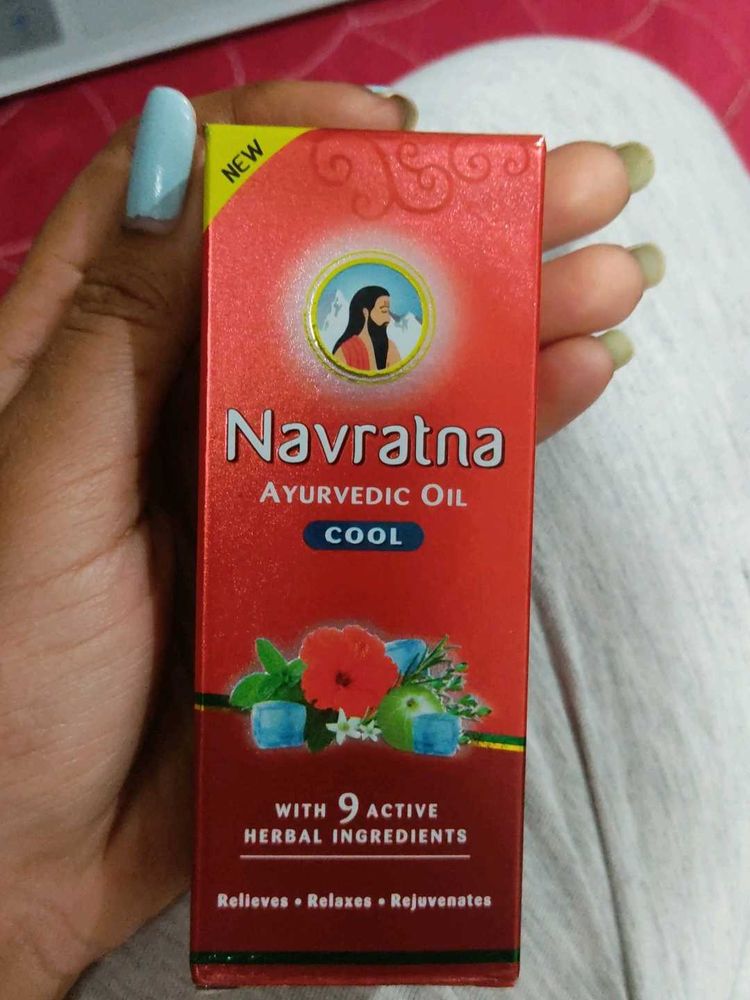 NEW
Navratna
AYURVEDIC OIL
COOL
WITH 9 ACTIVE
HERBAL INGREDIENTS
Relieves • Relaxes • Rejuvenates